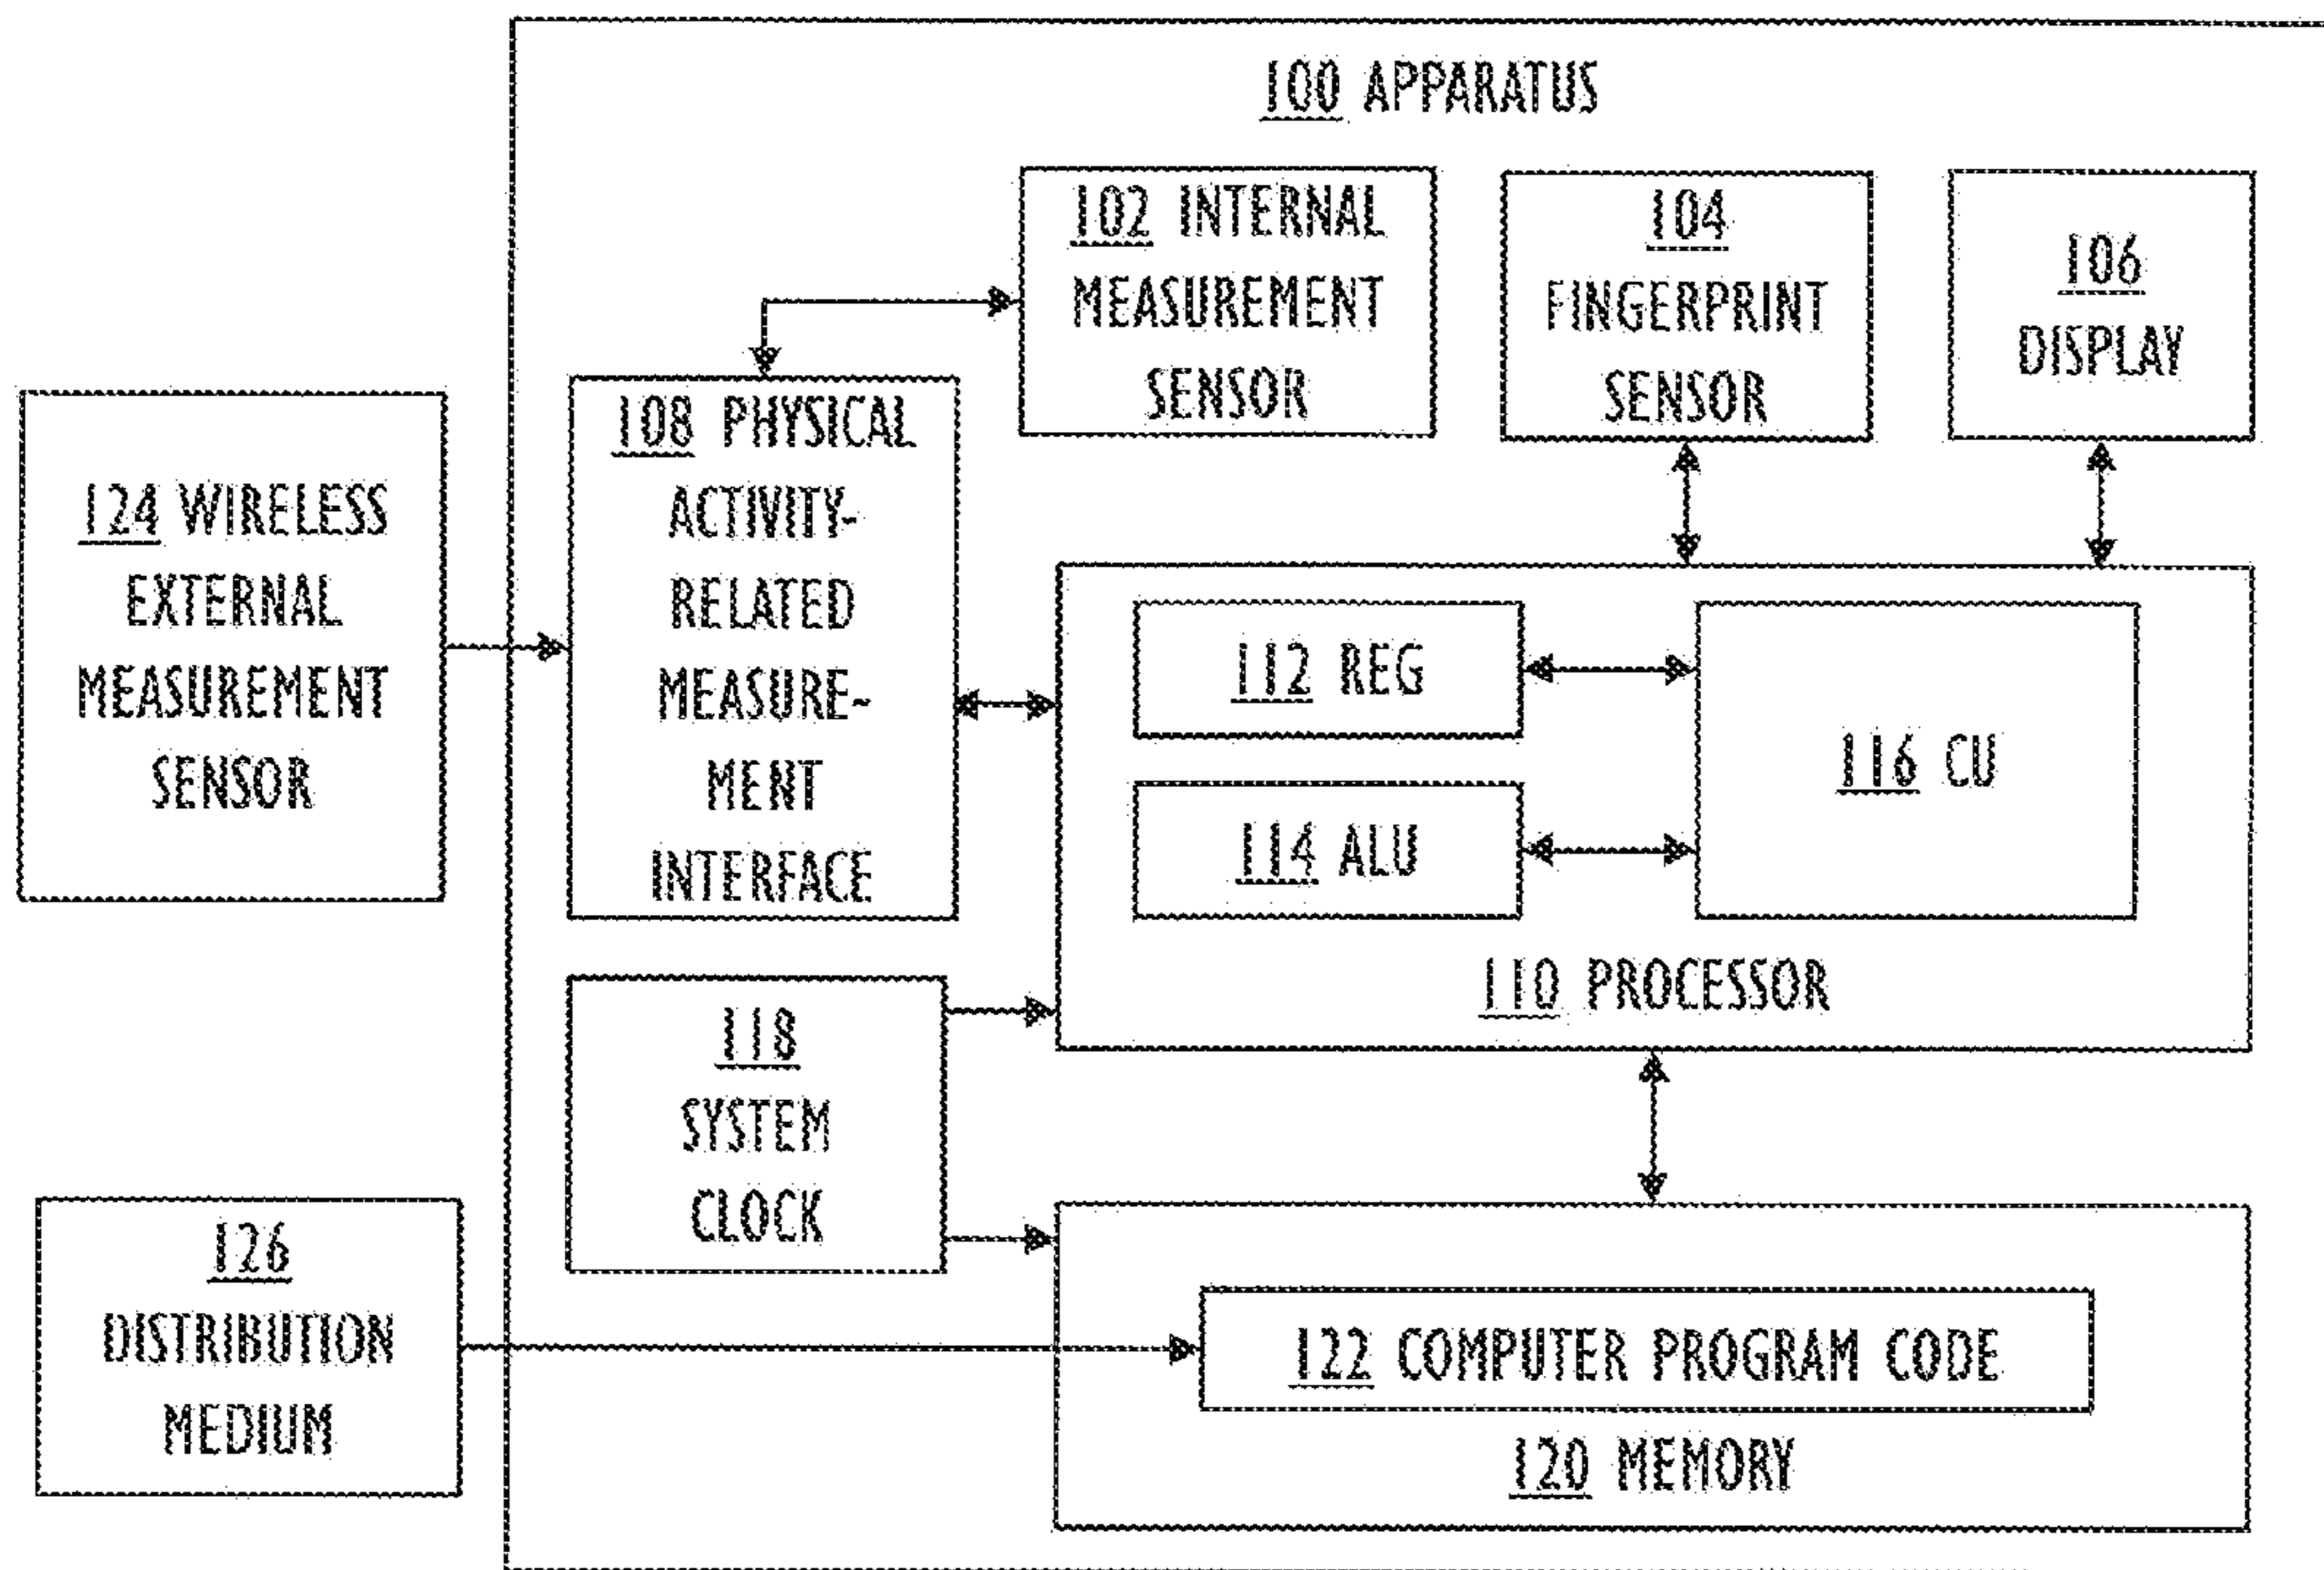 100 APPARATUS
102 INTERNAL
MEASUREMENT
SENSOR
104
FINGERPRINT
SENSOR
106
DISPLAY
108 PHYSICAL
ACTIVITY-
RELATED
MEASURE-
MENT
INTERFACE
124 WIRELESS
EXTERNAL
MEASUREMENT
SENSOR
112 REG
114 ALU
116 CU
110 PROCESSOR
118
SYSTEM
CLOCK
126
DISTRIBUTION
MEDIUM
122 COMPUTER PROGRAM CODE
120 MEMORY